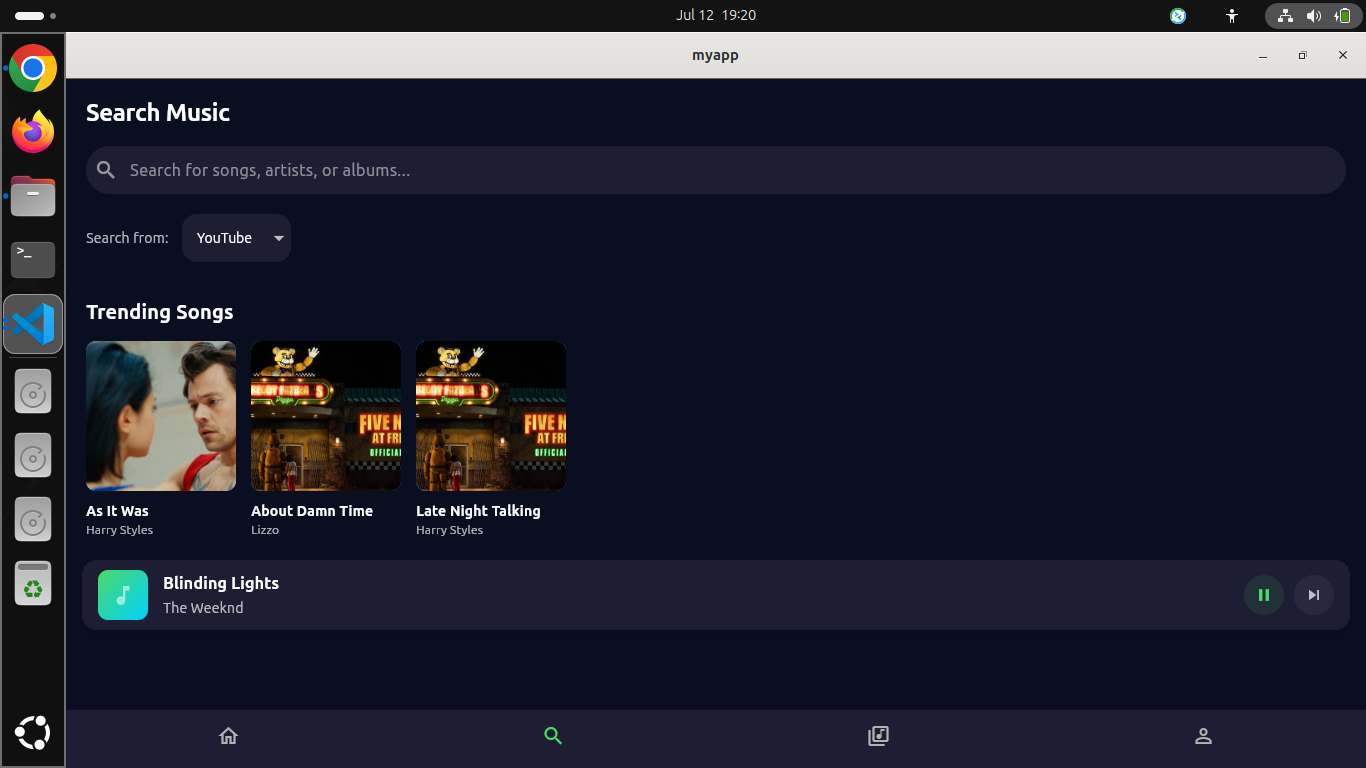 Jul 12 19:20
myapp
Search Music
Search for songs, artists, or albums...
Search from:
YouTube
Trending Songs
FIVE N
AT FRE
OFFICIAL
FIVE N
AT FRE
OFFICIAL
As It Was
Harry Styles
About Damn Time
Lizzo
Late Night Talking
Harry Styles
Blinding Lights
The Weeknd